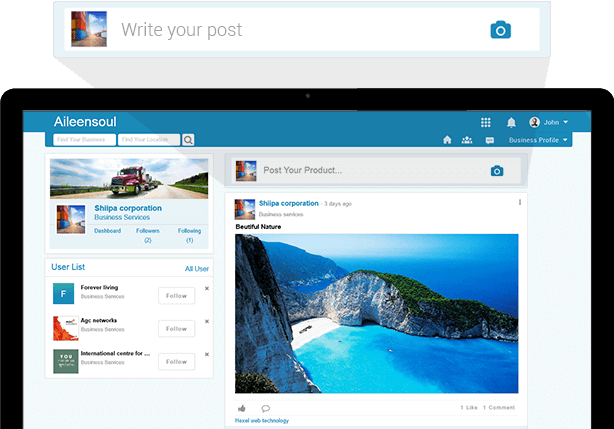 Write your post
Aileensoul
John
Find Your Business
Find Your Location
Business Profile
Shiipa corporation
Business Services
Dashboard
Followers
Following
(2)
(1)
User List
All User
F
Forever living
Business Services
Follow
Agc networks
Business Services
Follow
YOU
International centre for ...
Business Services
Follow
Post Your Product...
Shiipa corporation - 3 days ago
Business services
Beutiful Nature
1 Like 1 Comment
Hexel web technology